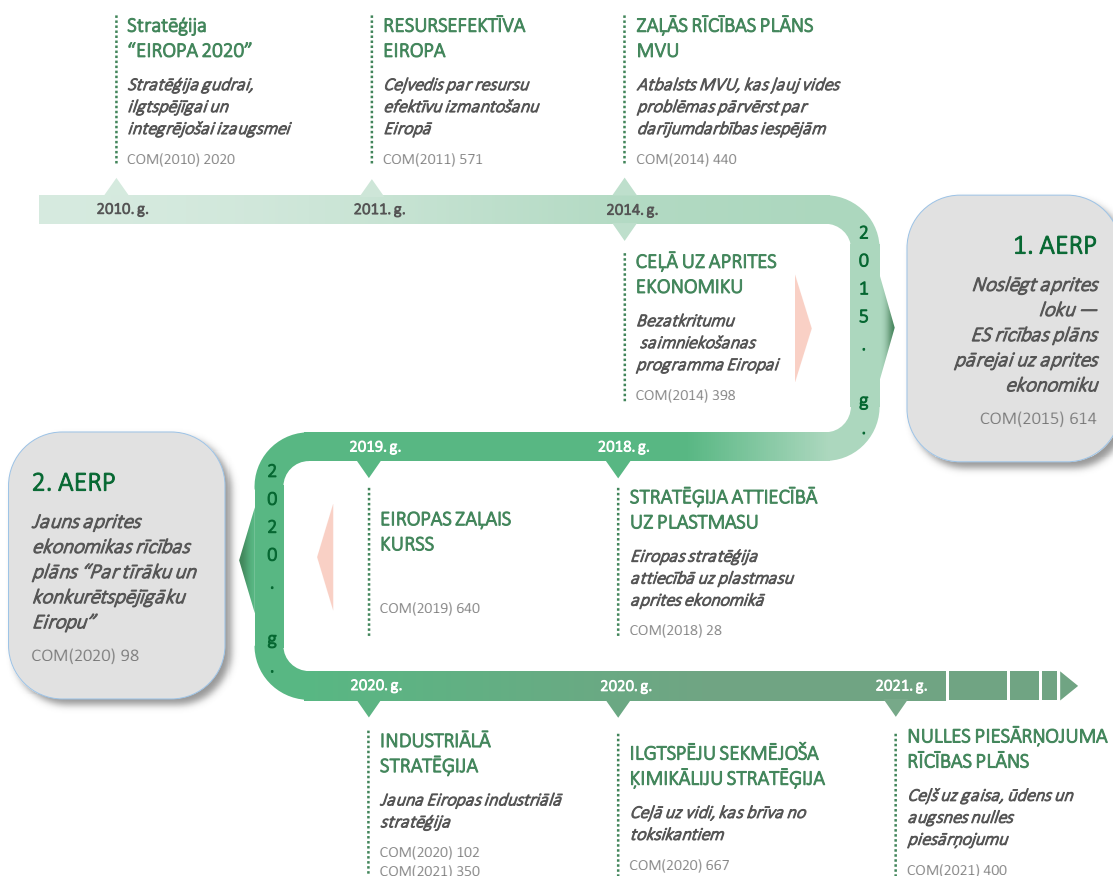 Stratēģija
“EIROPA 2020”
Stratēģija gudrai,
ilgtspējīgai un
integrējošai izaugsmei
COM(2010) 2020
RESURSEFEKTĪVA
EIROPA
Ceļvedis par resursu
efektīvu izmantošanu
Eiropā
COM(2011) 571
ZAĻĀS RĪCĪBAS PLĀNS
MVU
Atbalsts MVU, kas ļauj vides
problēmas pārvērst par
darījumdarbības iespējām
COM(2014) 440
2010. g.
2011. g.
2014. g.
2015. g.
CEĻĀ UZ APRITES
EKONOMIKU
Bezatkritumu
saimniekošanas
programma Eiropai
COM(2014) 398
1. AERP
Noslēgt aprites
loku —
ES rīcības plāns
pārejai uz aprites
ekonomiku
COM(2015) 614
2019. g.
2018. g.
2020. g.
2. AERP
Jauns aprites
ekonomikas rīcības
plāns “Par tīrāku un
konkurētspējīgāku
Eiropu”
COM(2020) 98
EIROPAS ZAĻAIS
KURSS
COM(2019) 640
STRATĒĢIJA ATTIECĪBĀ
UZ PLASTMASU
Eiropas stratēģija
attiecībā uz plastmasu
aprites ekonomikā
COM(2018) 28
2020. g.
2020. g.
2021. g.
INDUSTRIĀLĀ
STRATĒĢIJA
Jauna Eiropas industriālā
stratēģija
COM(2020) 102
COM(2021) 350
ILGTSPĒJU SEKMĒJOŠA
ĶIMIKĀLIJU STRATĒĢIJA
Ceļā uz vidi, kas brīva no
toksikantiem
COM(2020) 667
NULLES PIESĀRŅOJUMA
RĪCĪBAS PLĀNS
Ceļš uz gaisa, ūdens un
augsnes nulles
piesārņojumu
COM(2021) 400